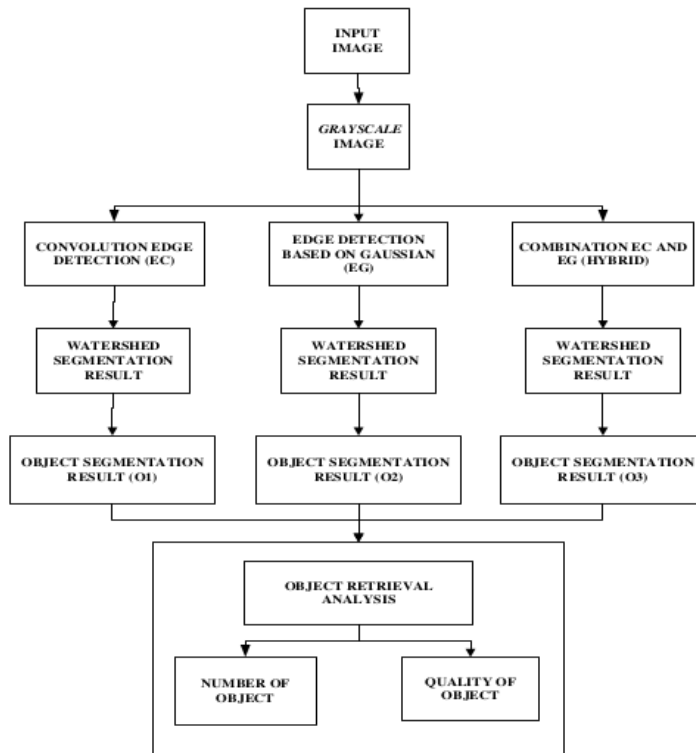 INPUT
IMAGE
GRAYSCALE
IMAGE
CONVOLUTION EDGE
DETECTION (EC)
EDGE DETECTION
BASED ON GAUSSIAN
(EG)
COMBINATION EC AND
EG (HYBRID)
WATERSHED
SEGMENTATION
RESULT
WATERSHED
SEGMENTATION
RESULT
WATERSHED
SEGMENTATION
RESULT
OBJECT SEGMENTATION
RESULT (O1)
OBJECT SEGMENTATION
RESULT (O2)
OBJECT SEGMENTATION
RESULT (O3)
OBJECT RETRIEVAL
ANALYSIS
NUMBER OF
OBJECT
QUALITY OF
OBJECT